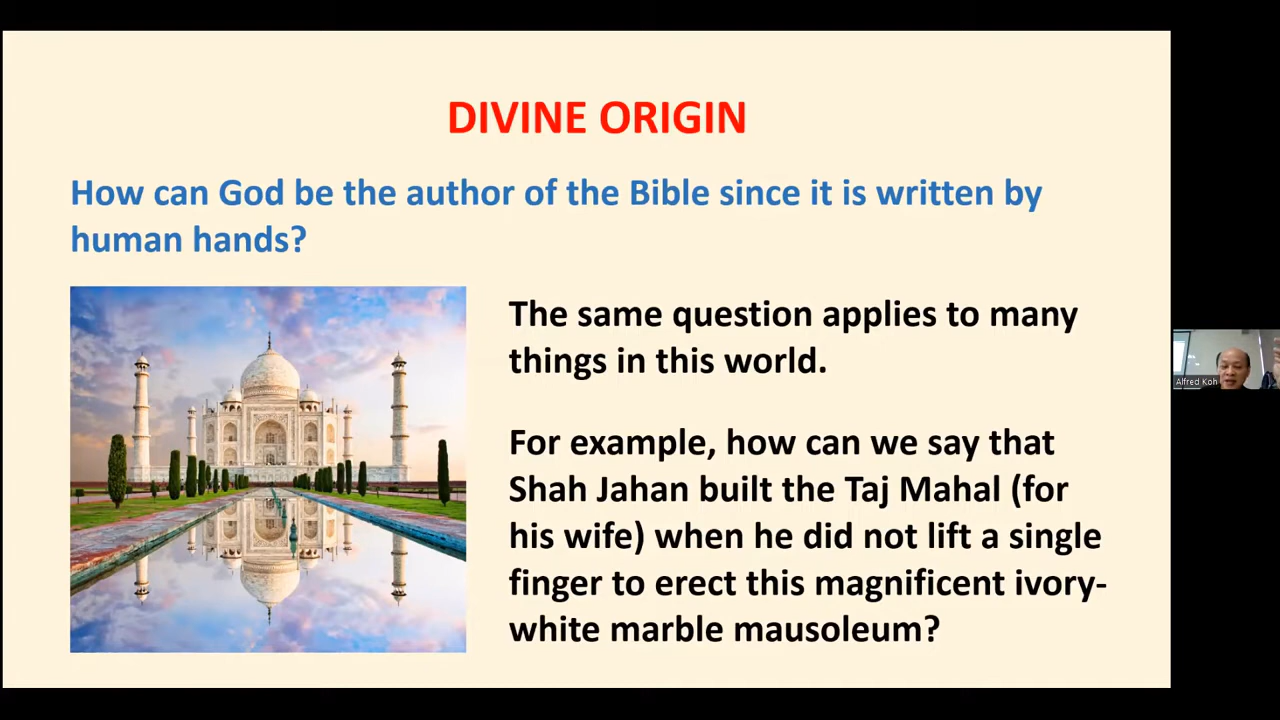 DIVINE ORIGIN
How can God be the author of the Bible since it is written by
human hands?
The same question applies to many
things in this world.
For example, how can we say that
Shah Jahan built the Taj Mahal (for
his wife) when he did not lift a single
finger to erect this magnificent ivory-
white marble mausoleum?
Alfred Koh